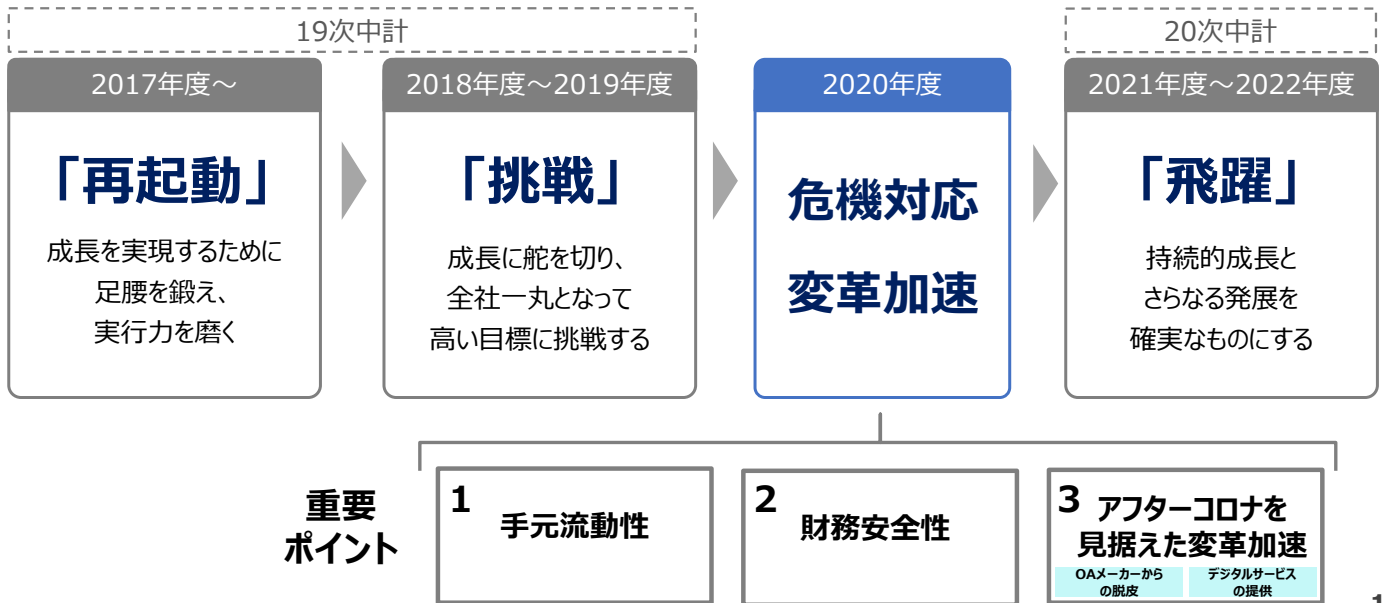 19次中計
20次中計
2017年度～
2018年度～2019年度
2020年度
2021年度～2022年度
「再起動」
成長を実現するために
足腰を鍛え、
実行力を磨く
「挑戦」
成長に舵を切り、
全社一丸となって
高い目標に挑戦する
危機対応
変革加速
「飛躍」
持続的成長と
さらなる発展を
確実なものにする
重要
ポイント
1
手元流動性
2
財務安全性
3
アフターコロナを
見据えた変革加速
OAメーカーから
の脱皮
デジタルサービス
の提供